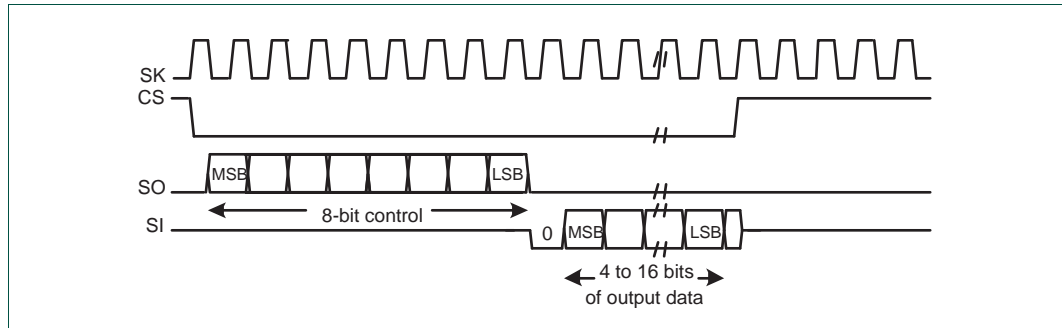 SK
CS
SO
MSB
LSB
8-bit control
SI
0
MSB
LSB
4 to 16 bits
of output data